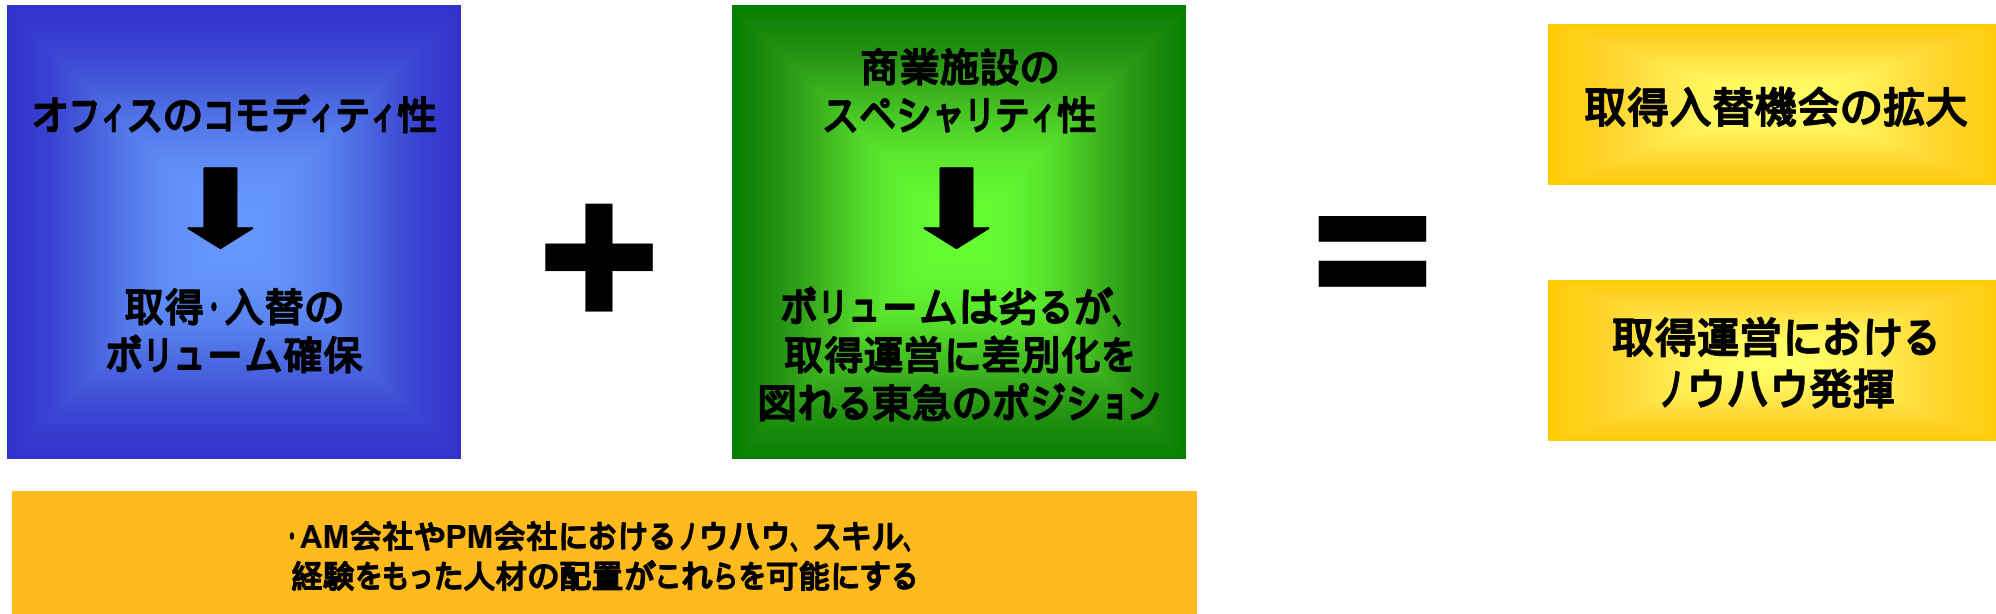 オフィスのコモディティ性
取得・入替の
ボリューム確保
+
商業施設の
スペシャリティ性
ボリュームは劣るが、
取得運営に差別化を
図れる東急のポジション
=
取得入替機会の拡大
取得運営における
ノウハウ発揮
・AM会社やPM会社におけるノウハウ、スキル、
経験をもった人材の配置がこれらを可能にする